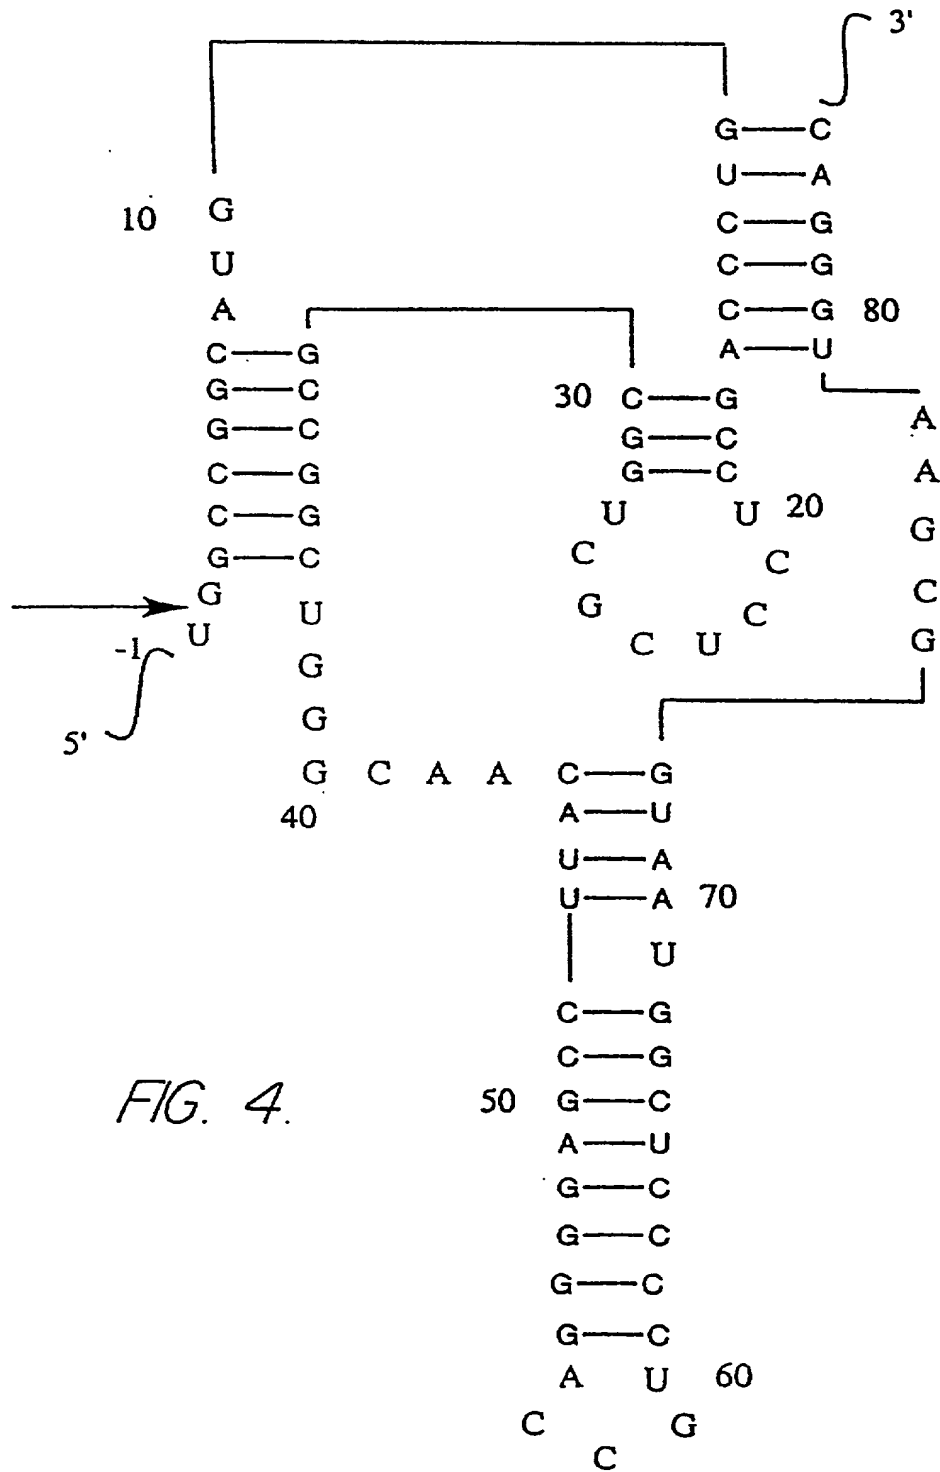 3'
G C
U A
10 G
C G
U
C G
A
C G 80
C G
A U
G C
30 C G
A
G C
G C
A
C G
G C
C G
U U 20
G
C G
C C
G C
C
G
G C
G
U
-1
U
C U
G
5'
G
G C A A C G
40
A U
U A
U A 70
U
C G
C G
FIG. 4.
50 G C
A U
G C
G C
G C
G C
A U 60
C G
C